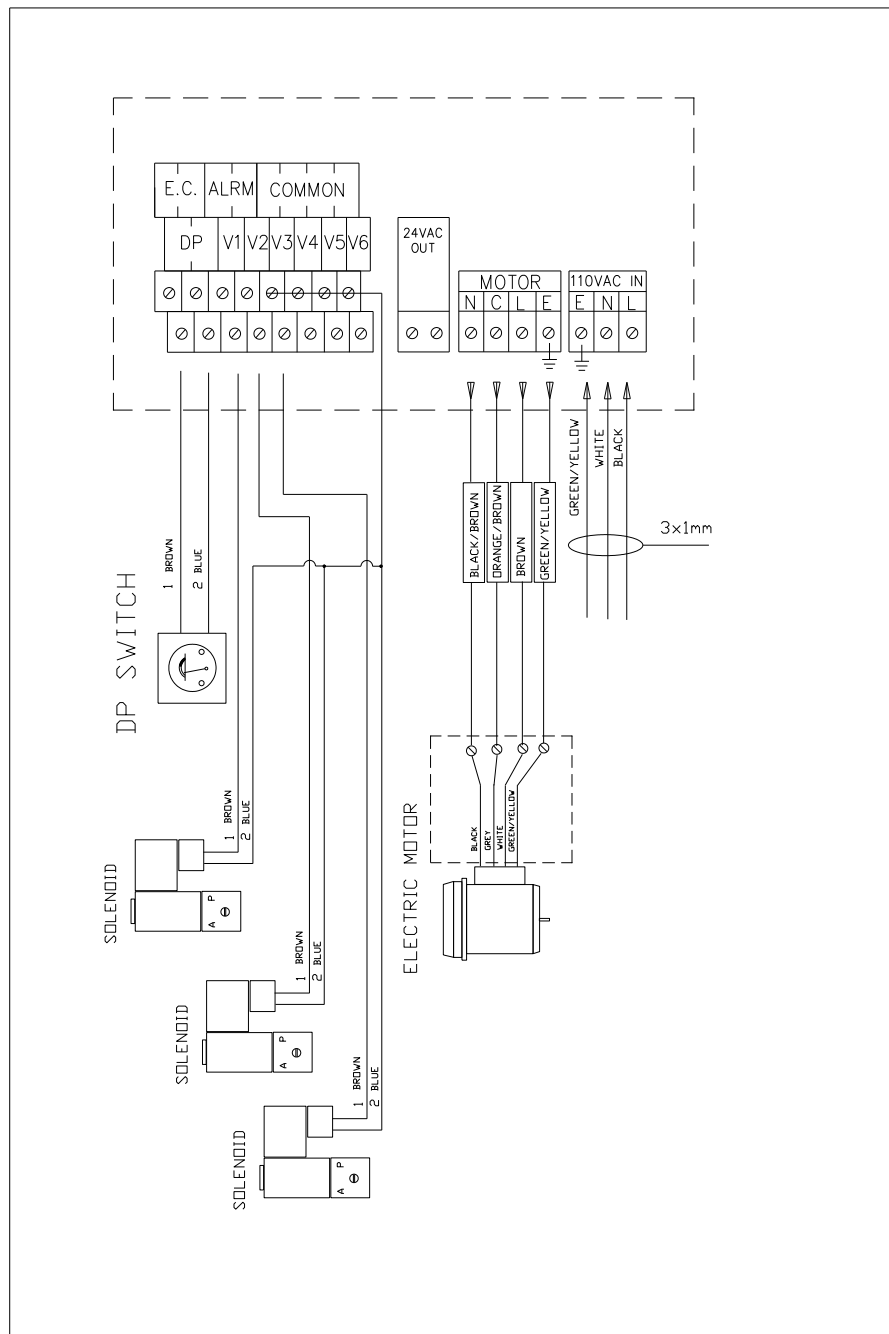 E.C. ALRM COMMON
DP V1 V2 V3 V4 V5 V6
24VAC
OUT
MOTOR
N C L E
110VAC IN
E N L
GREEN/YELLOW
WHITE
BLACK
BLACK/BROWN
ORANGE/BROWN
BROWN
GREEN/YELLOW
3x1mm
1 BROWN
2 BLUE
DP SWITCH
BLACK
GREY
WHITE
GREEN/YELLOW
ELECTRIC MOTOR
1 BROWN
2 BLUE
SOLENOID
A P
1 BROWN
2 BLUE
SOLENOID
A P
1 BROWN
2 BLUE
SOLENOID
A P